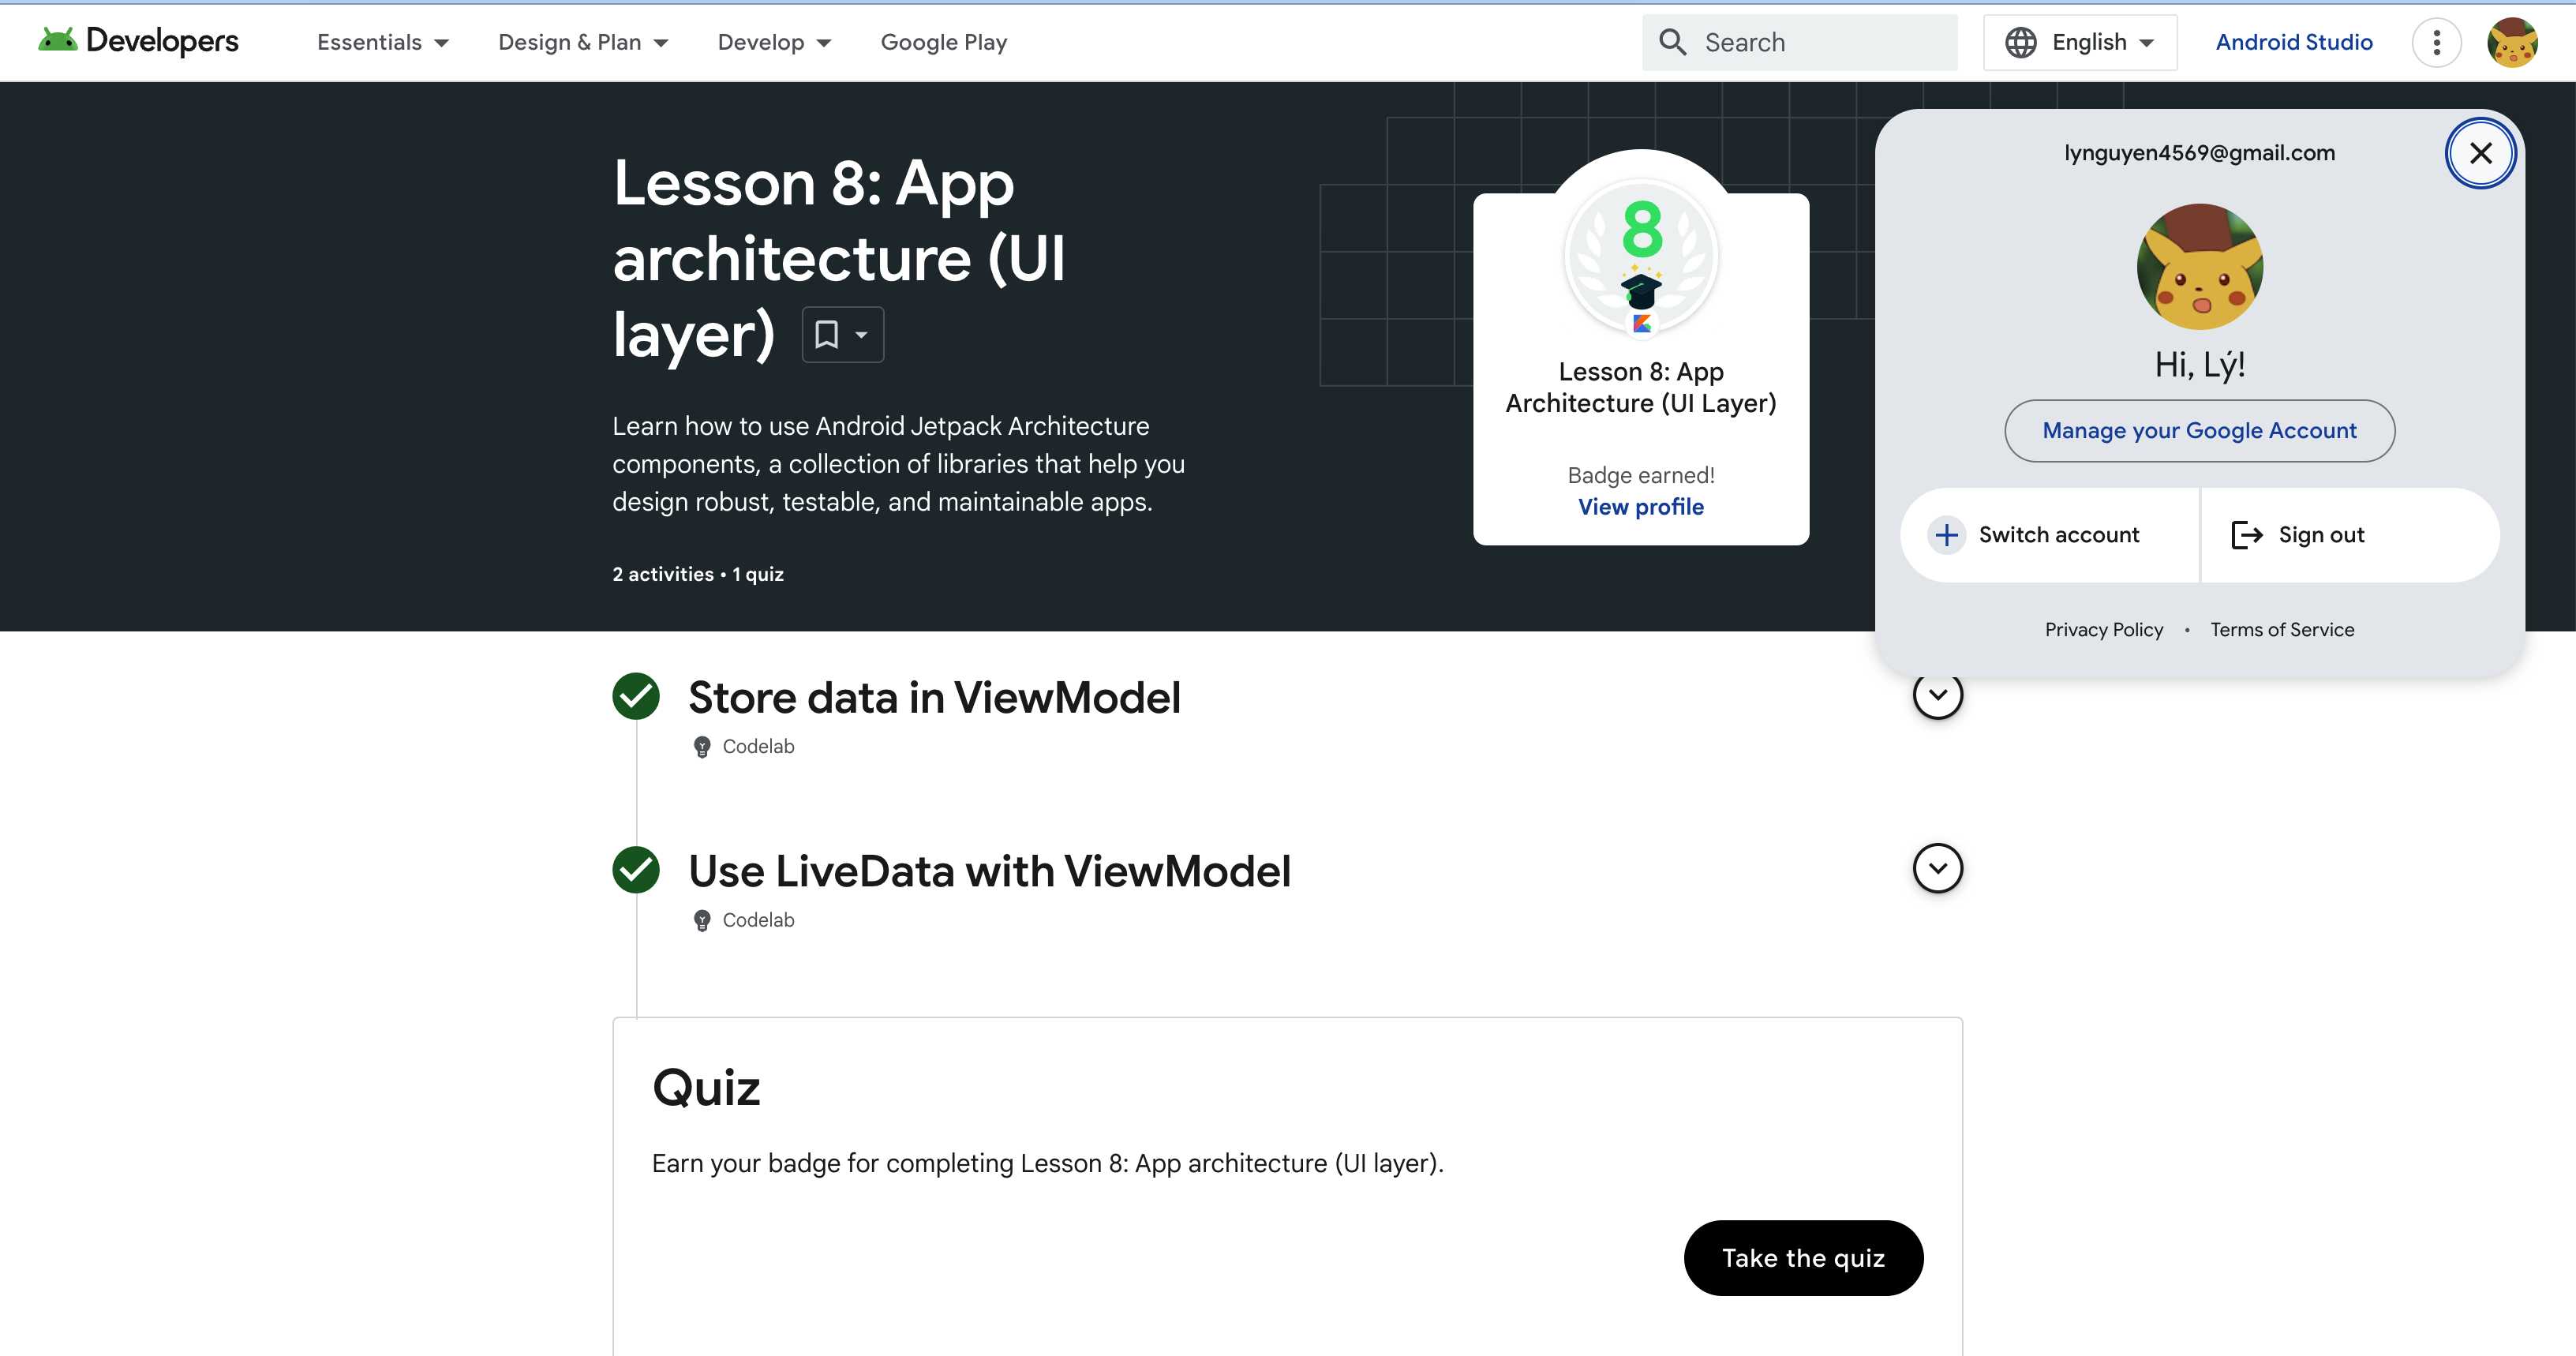 Developers
Essentials
Design & Plan
Develop
Google Play
Search
English
Android Studio
Lesson 8: App
architecture (UI
layer)
Learn how to use Android Jetpack Architecture
components, a collection of libraries that help you
design robust, testable, and maintainable apps.
2 activities • 1 quiz
8
Lesson 8: App
Architecture (UI Layer)
Badge earned!
View profile
lynguyen4569@gmail.com
Hi, Lý!
Manage your Google Account
Switch account
Sign out
Privacy Policy • Terms of Service
Store data in ViewModel
Codelab
Use LiveData with ViewModel
Codelab
Quiz
Earn your badge for completing Lesson 8: App architecture (UI layer).
Take the quiz